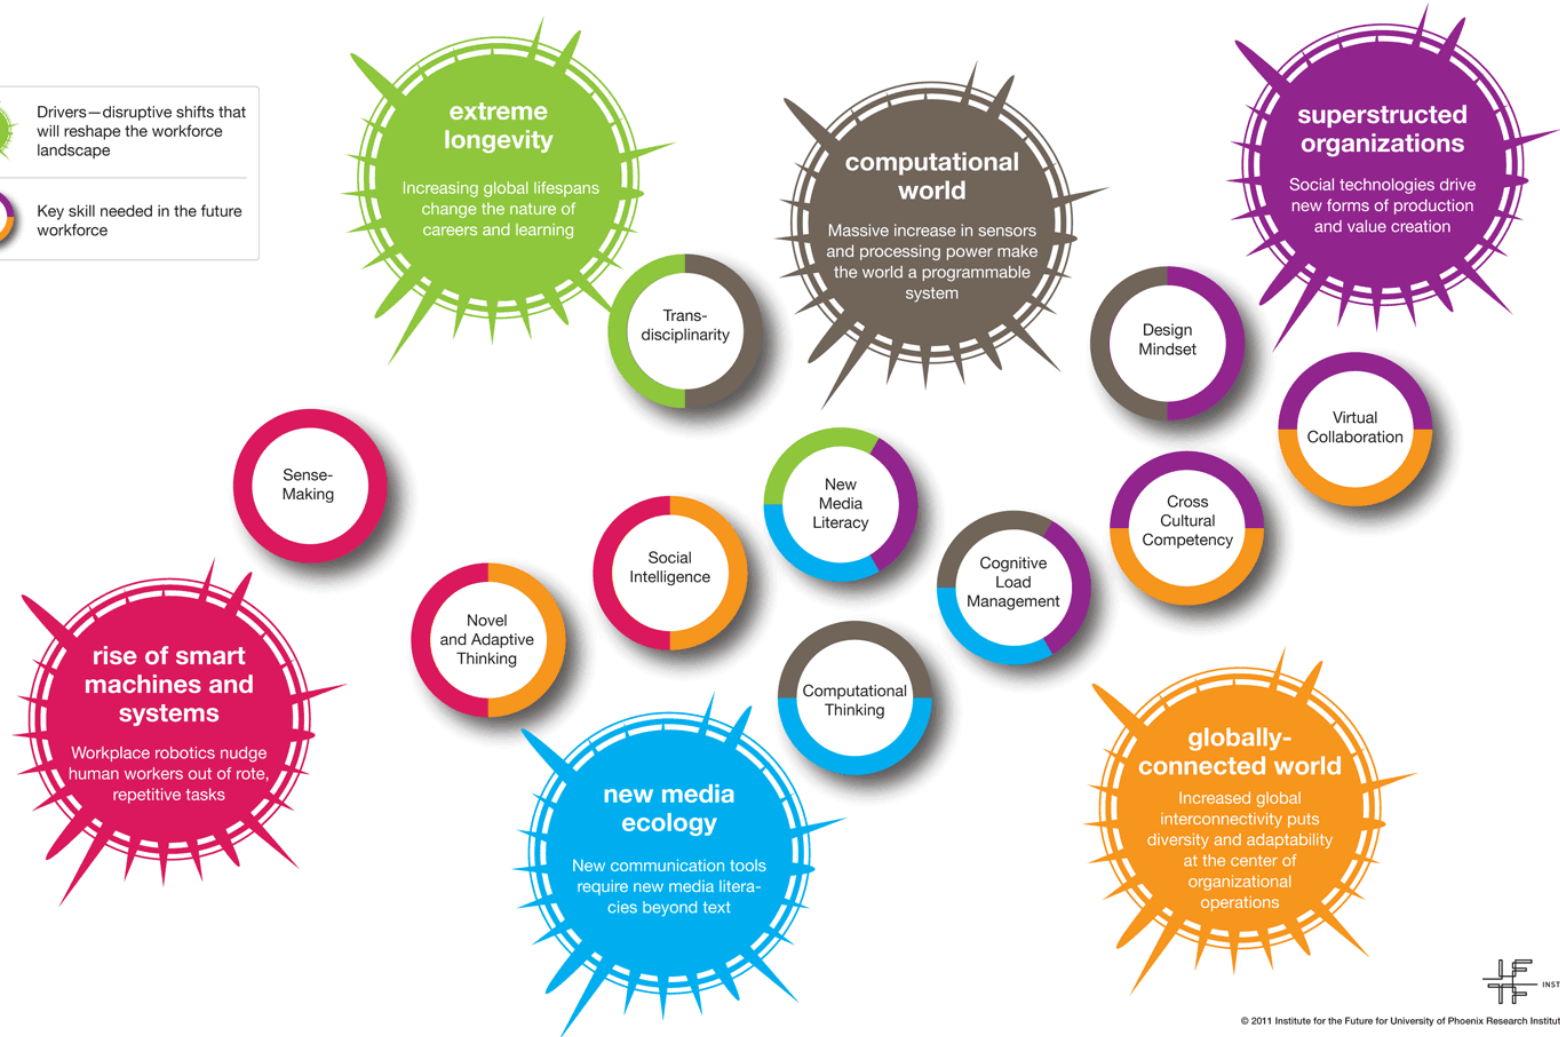 Drivers—disruptive shifts that
will reshape the workforce
landscape
Key skill needed in the future
workforce
extreme
longevity
Increasing global lifespans
change the nature of
careers and learning
computational
world
Massive increase in sensors
and processing power make
the world a programmable
system
superstructed
organizations
Social technologies drive
new forms of production
and value creation
Trans-
disciplinarity
Design
Mindset
Virtual
Collaboration
Sense-
Making
New
Media
Literacy
Cross
Cultural
Competency
Social
Intelligence
Cognitive
Load
Management
Novel
and Adaptive
Thinking
Computational
Thinking
rise of smart
machines and
systems
Workplace robotics nudge
human workers out of rote,
repetitive tasks
new media
ecology
New communication tools
require new media litera-
cies beyond text
globally-
connected world
Increased global
interconnectivity puts
diversity and adaptability
at the center of
organizational
operations
IFTF
INST
© 2011 Institute for the Future for University of Phoenix Research Institut